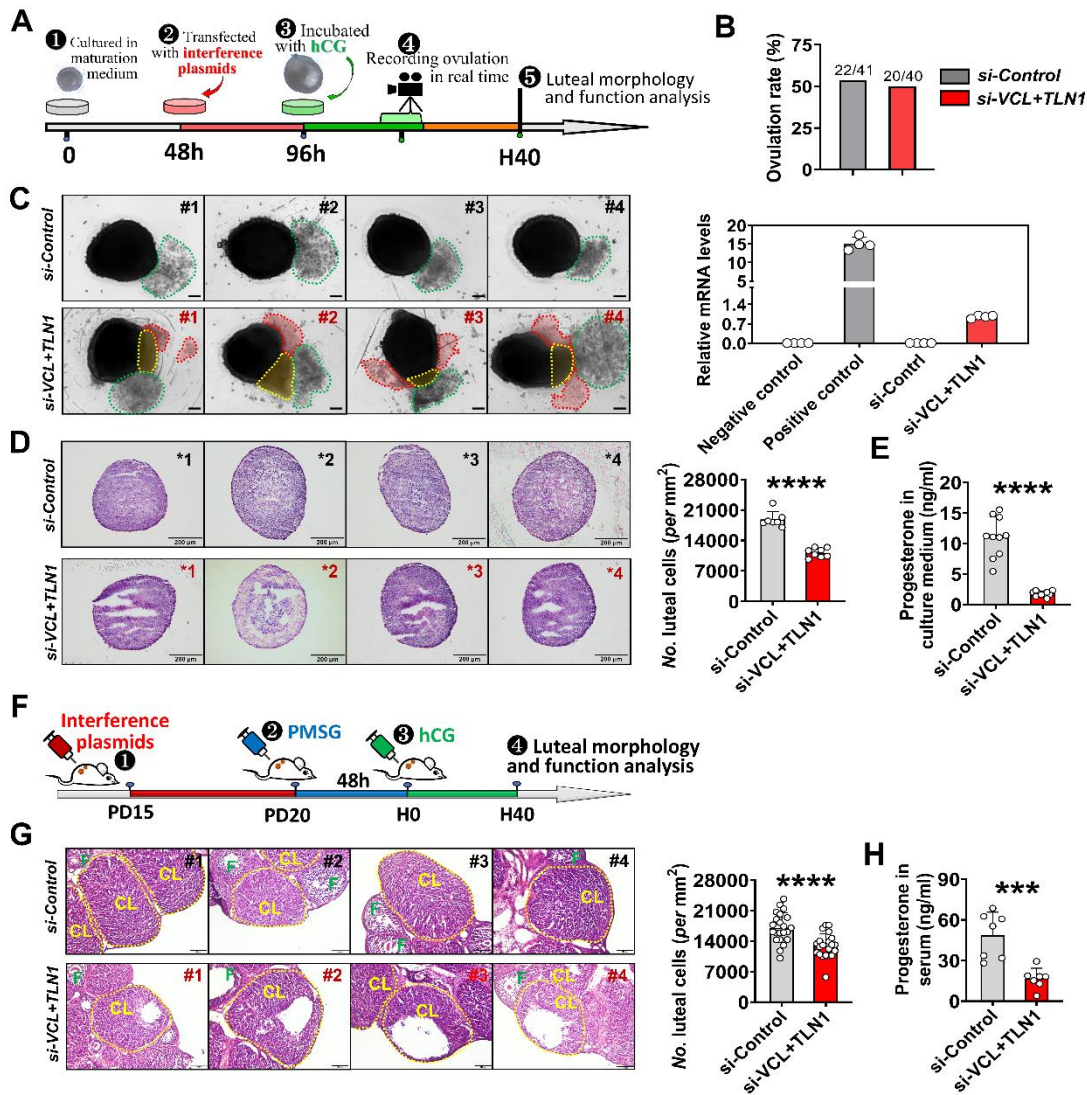 A
❶ Cultured in
maturation
medium
❷ Transfected
with interference
plasmids
❸ Incubated
with hCG
❹
Recording ovulation
in real time
❺ Luteal morphology
and function analysis
0
48h
96h
H40
B
Ovulation rate (%)
75
50
25
0
22/41
20/40
si-Control
si-VCL+TLN1
C
si-Control
#1
#2
#3
#4
si-VCL+TLN1
#1
#2
#3
#4
Relative mRNA levels
20
15
10
5
1.4
0.7
0.0
Negative control
Positive control
si-Contrl
si-VCL+TLN1
D
si-Control
*1
*2
*3
*4
200 μm
200 μm
200 μm
200 μm
si-VCL+TLN1
*1
*2
*3
*4
200 μm
200 μm
200 μm
200 μm
No. luteal cells (per mm²)
28000
21000
14000
7000
0
****
si-Control
si-VCL+TLN1
E
Progesterone in
culture medium (ng/ml)
20
15
10
5
0
****
si-Control
si-VCL+TLN1
F
Interference
plasmids
❶
❷ PMSG
❸ hCG
❹ Luteal morphology
and function analysis
48h
PD15
PD20
H0
H40
G
si-Control
F
CL
CL
#1
F
CL
CL
F
#2
CL
F
F
#3
F
CL
#4
si-VCL+TLN1
F
CL
#1
F
CL
#2
CL
CL
#3
F
CL
CL
#4
No. luteal cells (per mm²)
28000
21000
14000
7000
0
****
si-Control
si-VCL+TLN1
H
Progesterone in
serum (ng/ml)
90
60
30
0
***
si-Control
si-VCL+TLN1